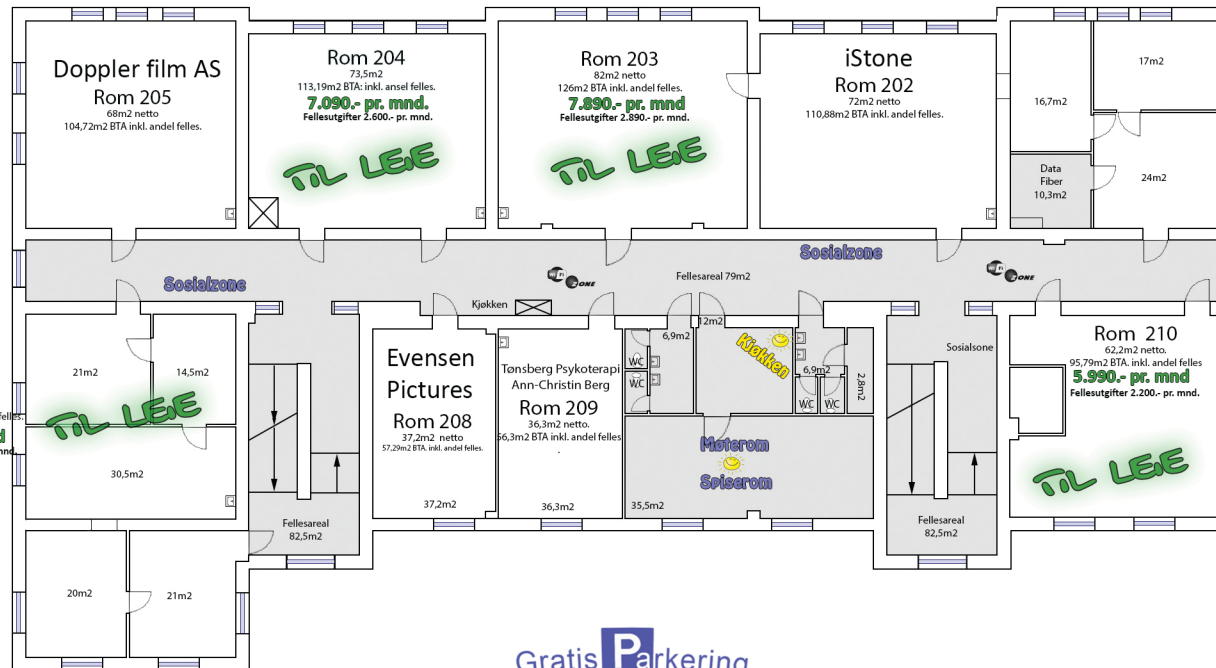 Doppler film AS
Rom 205
68m2 netto
104,72m2 BTA inkl. andel felles.
Rom 204
73,5m2
113,19m2 BTA: inkl. ansel felles.
7.090.- pr. mnd.
Fellesutgifter 2.600.- pr. mnd.
TIL LEIE
Rom 203
82m2 netto
126m2 BTA inkl. andel felles.
7.890.- pr. mnd
Fellesutgifter 2.890.- pr. mnd.
TIL LEIE
iStone
Rom 202
72m2 netto
110,88m2 BTA inkl. andel felles.
16,7m2
17m2
Data
Fiber
10,3m2
24m2
Sosialzone
Wi Fi
ZONE
Fellesareal 79m2
Sosialzone
Wi Fi
ZONE
Kjøkken
21m2
14,5m2
TIL LEIE
30,5m2
felles.
mnd.
20m2
21m2
Fellesareal
82,5m2
Evensen
Pictures
Rom 208
37,2m2 netto
57,29m2 BTA. inkl. andel felles.
37,2m2
Tønsberg Psykoterapi
Ann-Christin Berg
Rom 209
36,3m2 netto.
56,3m2 BTA inkl. andel felles
.
36,3m2
WC
WC
6,9m2
12m2
Kjøkken
6,9m2
WC
WC
2,8m2
Møterom
Spiserom
35,5m2
Sosialsone
Fellesareal
82,5m2
Rom 210
62,2m2 netto.
95,79m2 BTA. inkl. andel felles
5.990.- pr. mnd
Fellesutgifter 2.200.- pr. mnd.
TIL LEIE
Gratis Parkering